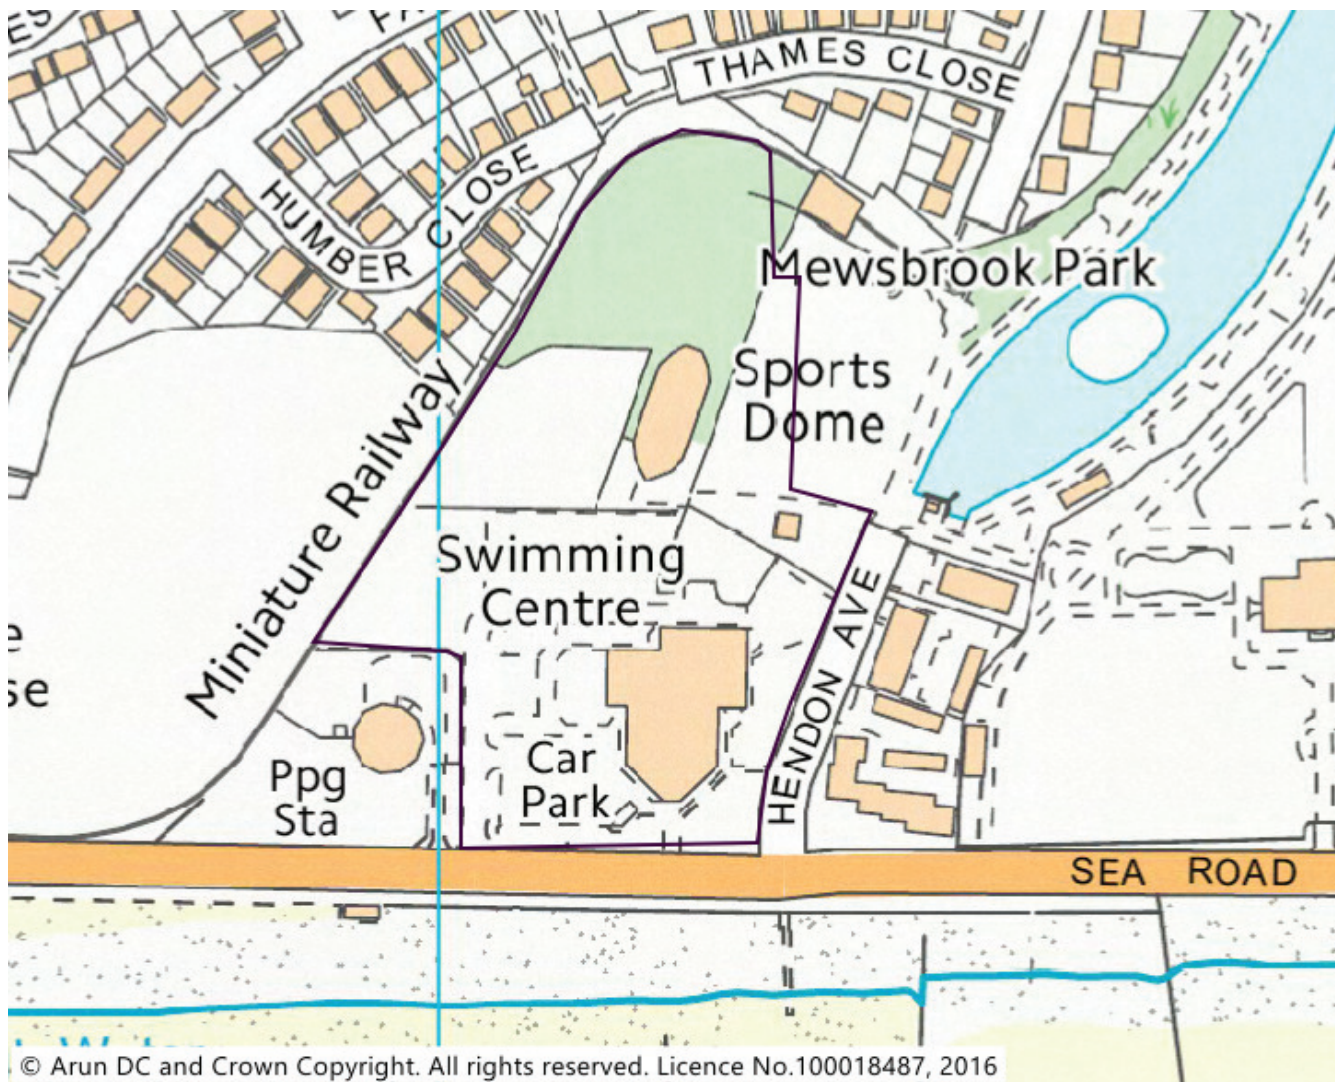 THAMES CLOSE
HUMBER CLOSE
Mewsbrook Park
Sports
Dome
Miniature Railway
Swimming
Centre
HENDON AVE
Car
Park
Ppg
Sta
SEA ROAD
© Arun DC and Crown Copyright. All rights reserved. Licence No.100018487, 2016